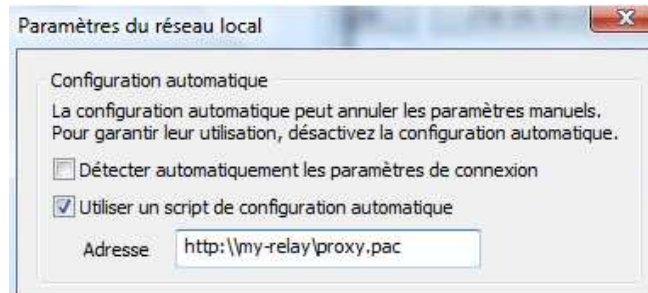 Paramètres du réseau local
Configuration automatique
La configuration automatique peut annuler les paramètres manuels.
Pour garantir leur utilisation, désactivez la configuration automatique.
Détecter automatiquement les paramètres de connexion
Utiliser un script de configuration automatique
Adresse http:\\my-relay\proxy.pac